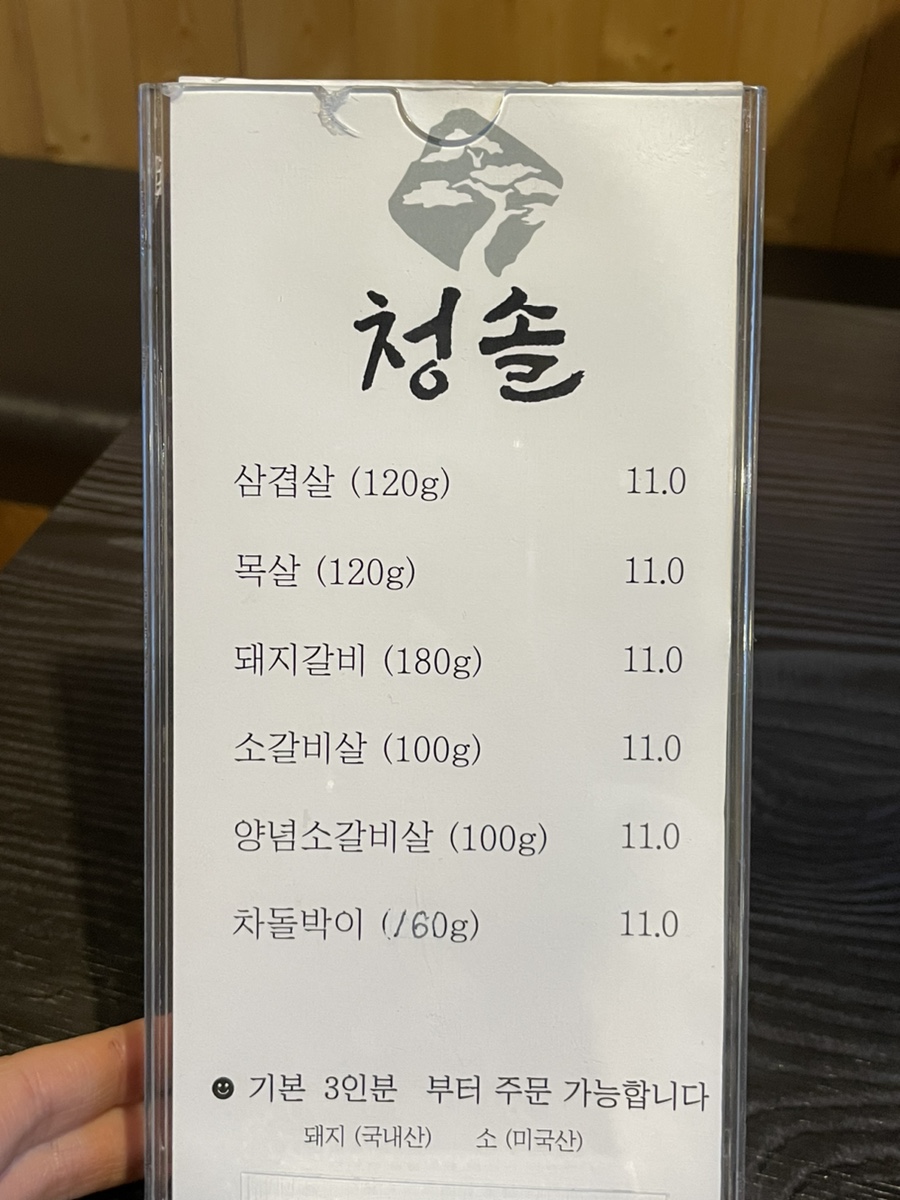 청솔
삼겹살 (120g) 11.0
목살 (120g) 11.0
돼지갈비 (180g) 11.0
소갈비살 (100g) 11.0
양념소갈비살 (100g) 11.0
차돌박이 (160g) 11.0
기본 3인분 부터 주문 가능합니다
돼지 (국내산) 소 (미국산)